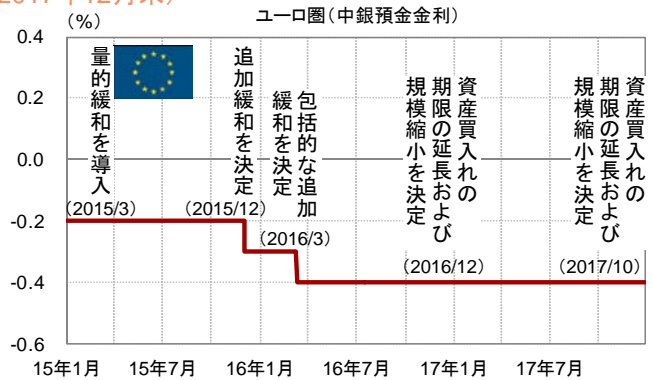 2017年12月末）
（%）
ユーロ圏（中銀預金金利）
0.4
0.2
0.0
-0.2
-0.4
-0.6
量的緩和を導入
（2015/3）
追加緩和を決定
（2015/12）
包括的な追加
緩和を決定
（2016/3）
資産買入れの
期限の延長および
規模縮小を決定
（2016/12）
資産買入れの
期限の延長および
規模縮小を決定
（2017/10）
15年1月
15年7月
16年1月
16年7月
17年1月
17年7月